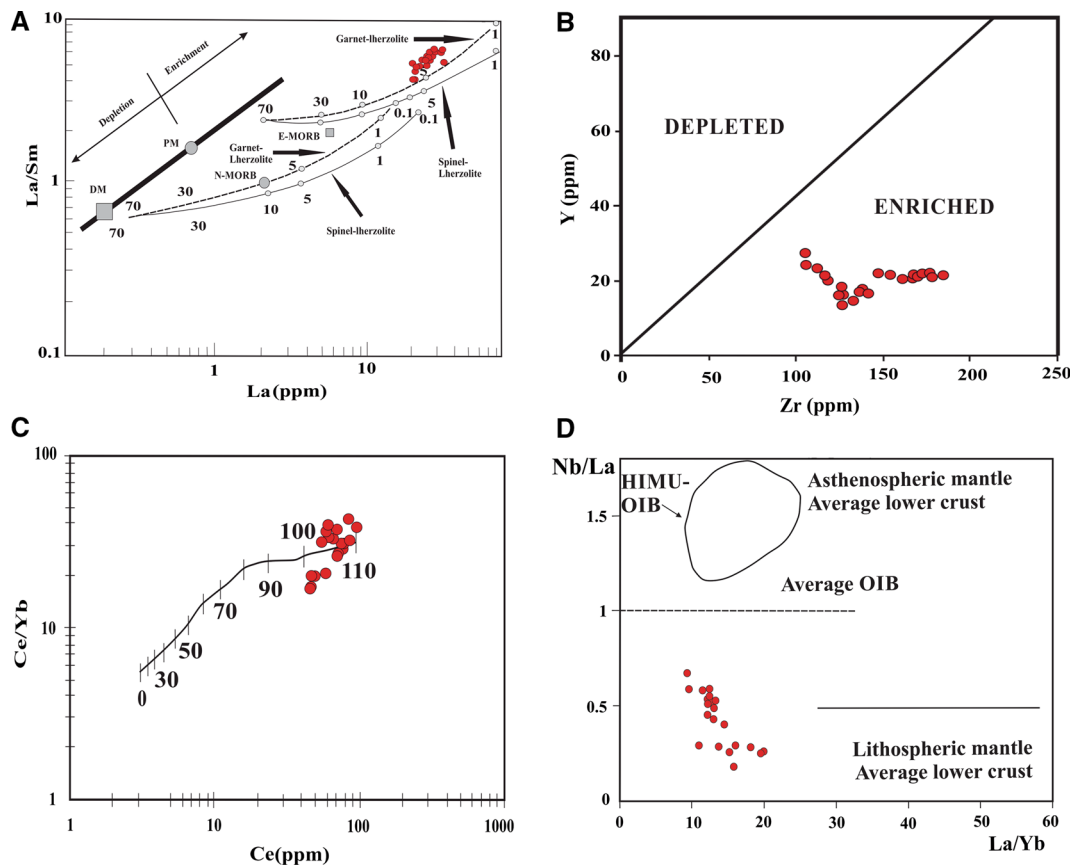 A
10
Enrichment
Depletion
Garnet-lherzolite
1
1
5
5
10
30
70
0.1
0.1
E-MORB
PM
Garnet-
Lherzolite
1
1
Spinel-
Lherzolite
5
5
N-MORB
DM
70
70
30
30
10
Spinel-lherzolite
1
0.1
La/Sm
1
10
La(ppm)
B
80
60
40
20
0
Y (ppm)
DEPLETED
ENRICHED
0
50
100
150
200
250
Zr (ppm)
C
100
10
1
Ce/Yb
0
30
50
70
90
100
110
1
10
100
1000
Ce(ppm)
D
Nb/La
HIMU-
OIB
Asthenospheric mantle
Average lower crust
1.5
Average OIB
1
0.5
Lithospheric mantle
Average lower crust
0
0
10
20
30
40
50
60
La/Yb